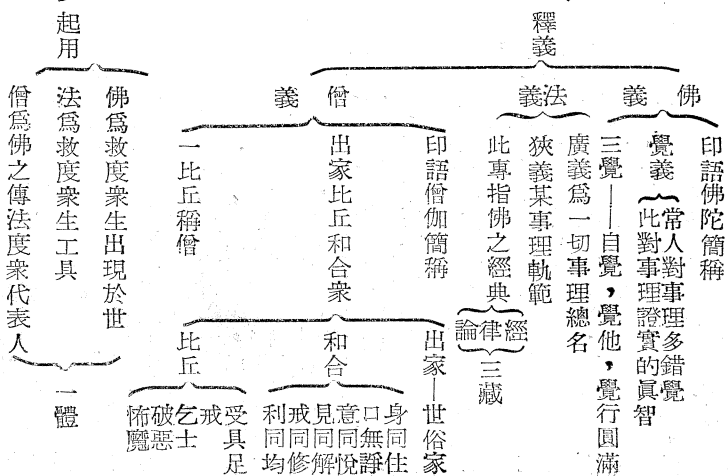 釋義
佛義
印語佛陀簡稱
覺義
常人對事理多錯覺
此對事理證實的眞智
三覺——自覺，覺他，覺行圓滿
法義
廣義爲一切事理總名
狹義某事理軌範
此專指佛之經典
經律論
三藏
僧義
印語僧伽簡稱
出家比丘和合衆
出家—世俗家
和合
身同住
口無諍
意同悅
見同解
戒同修
利同均
比丘
受具足戒
乞士
破惡
怖魔
一比丘稱僧
起用
佛爲救度衆生出現於世
法爲救度衆生工具
僧爲佛之傳法度衆代表人
一體